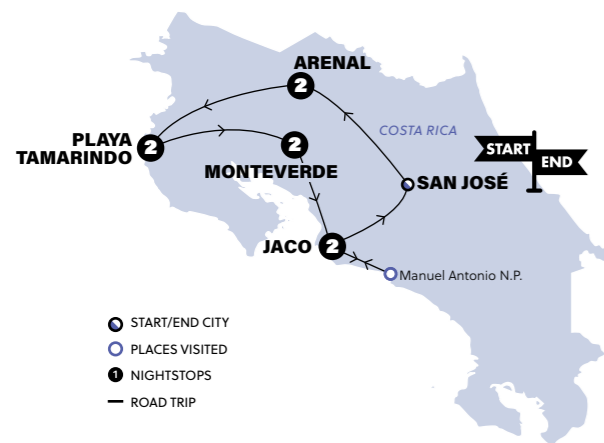 ARENAL
2
COSTA RICA
PLAYA
TAMARINDO
2
2
MONTEVERDE
START
END
SAN JOSÉ
JACO
2
Manuel Antonio N.P.
START/END CITY
PLACES VISITED
1 NIGHTSTOPS
ROAD TRIP